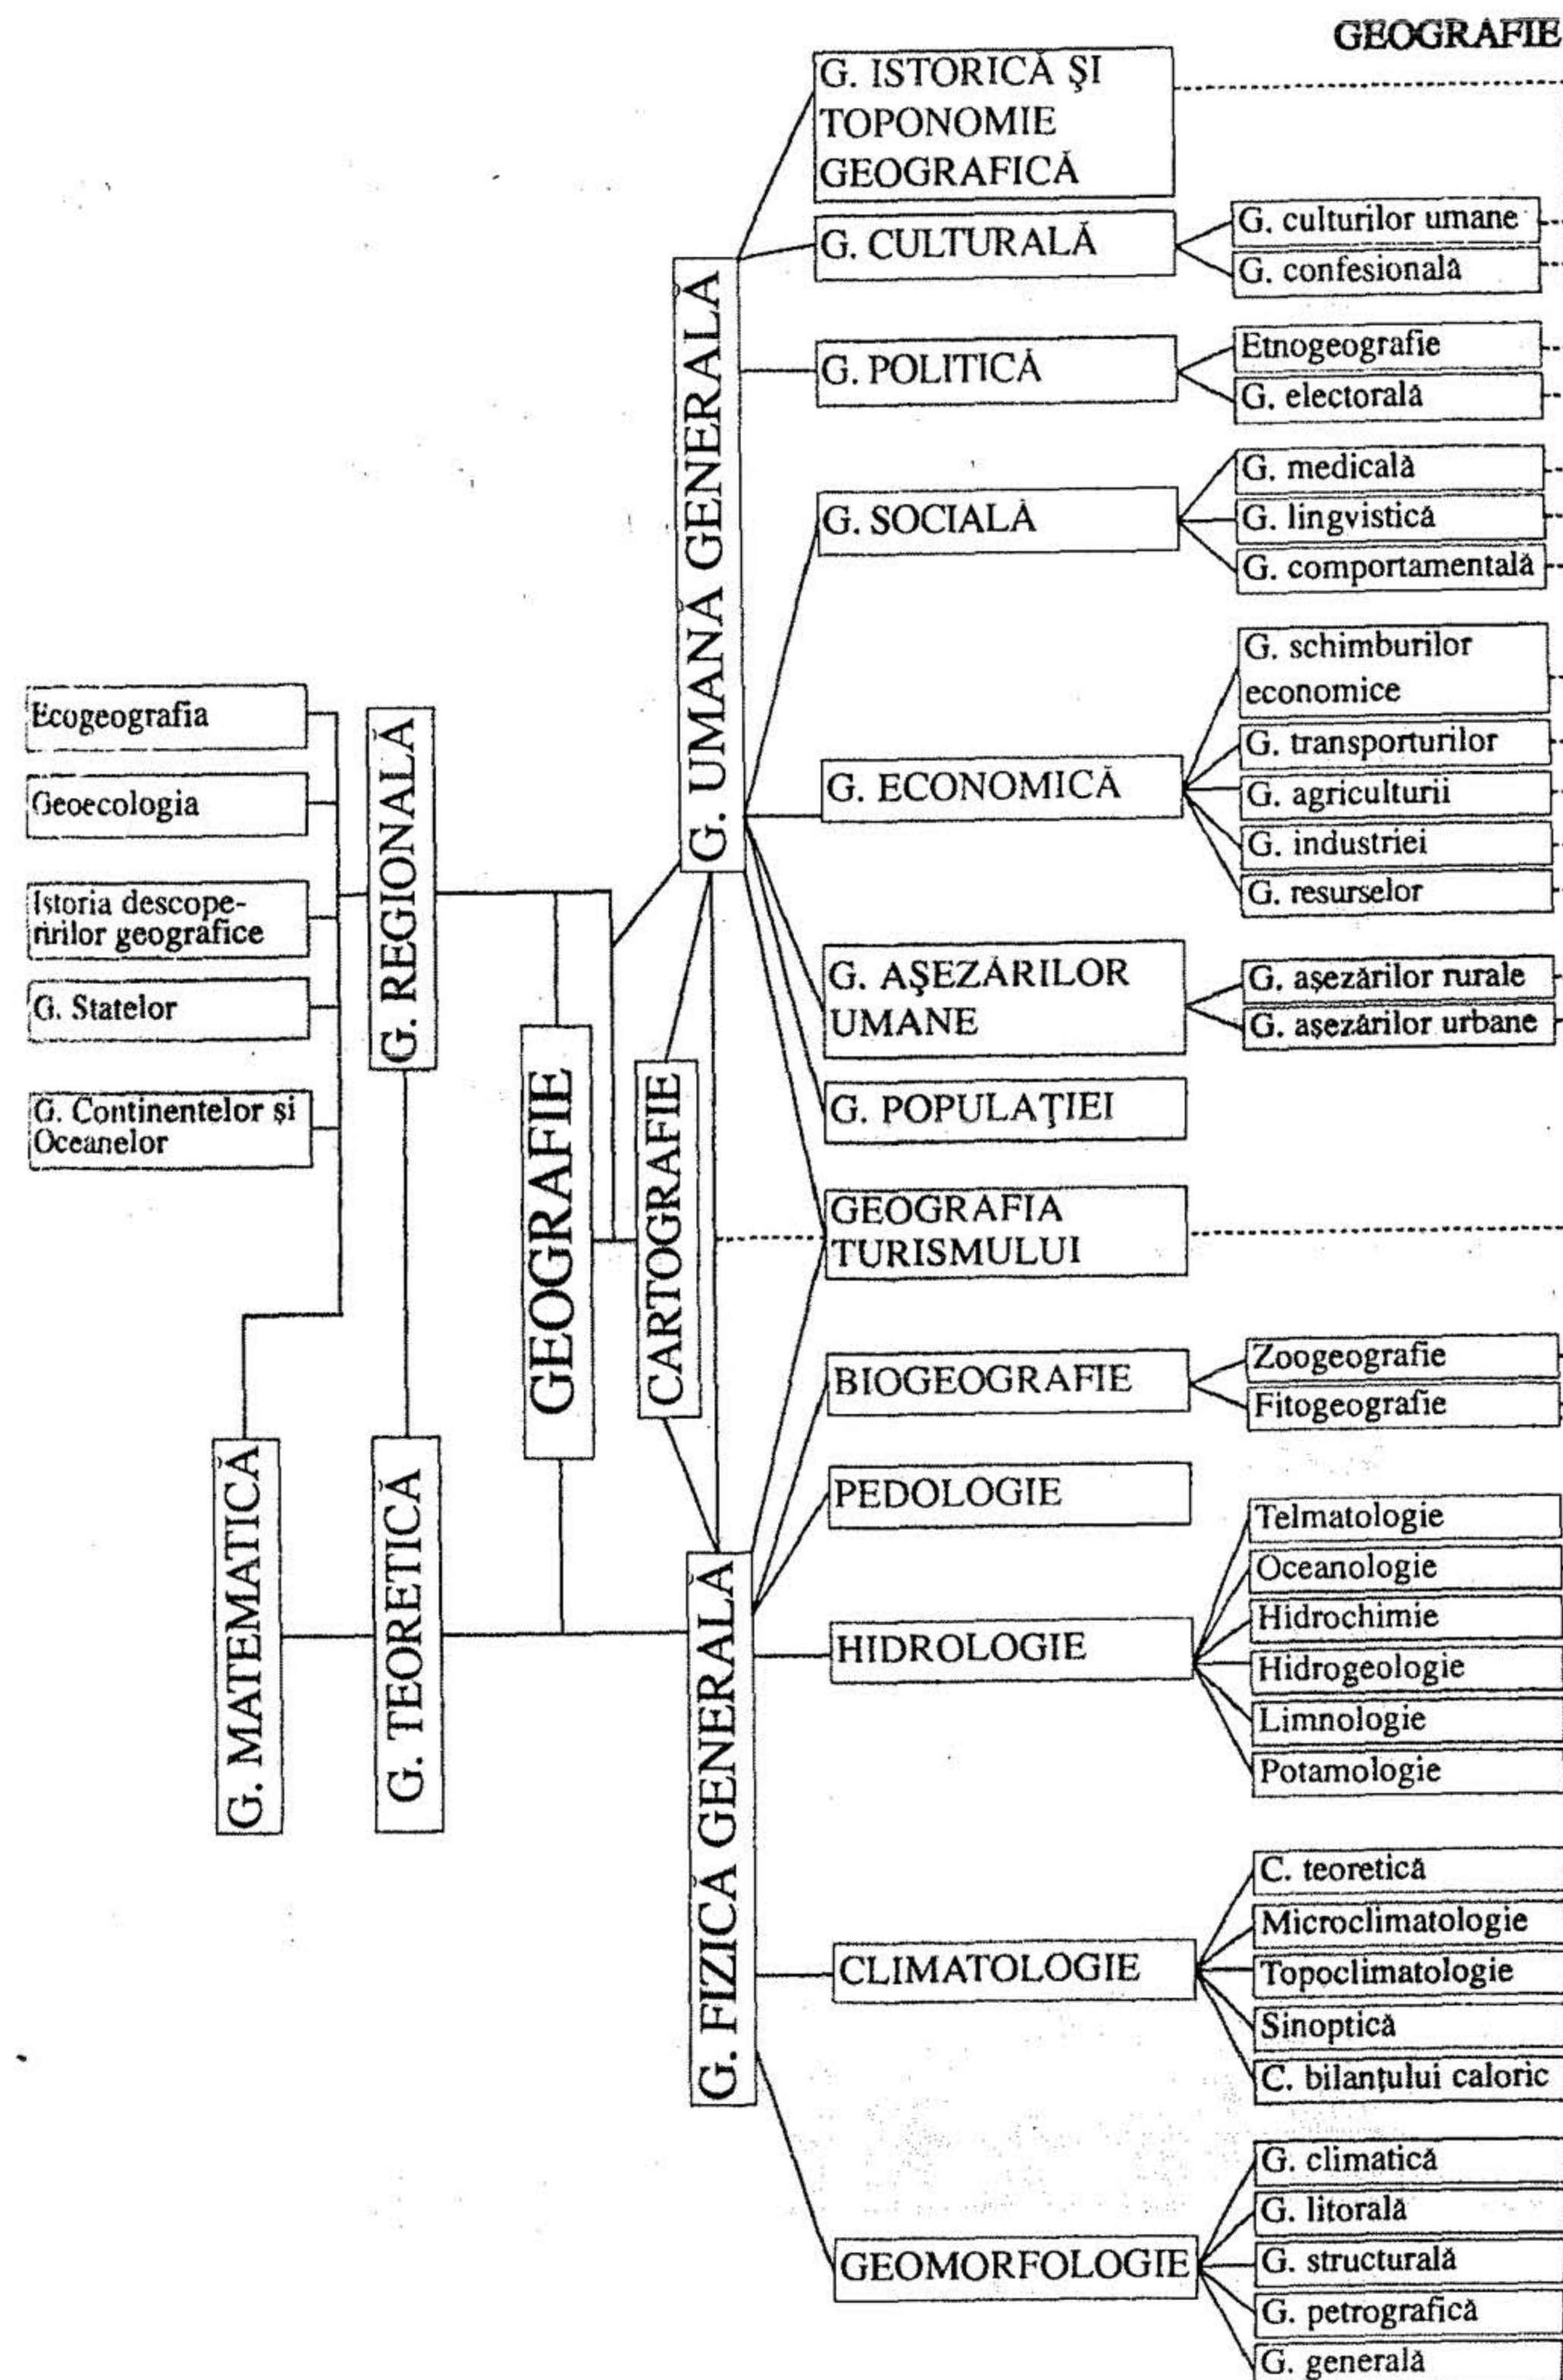 GEOGRAFIE
G. ISTORICĂ ŞI
TOPONOMIE
GEOGRAFICĂ
G. CULTURALĂ
G. culturilor umane
G. confesională
G. POLITICĂ
Etnogeografie
G. electorală
G. SOCIALĂ
G. medicală
G. lingvistică
G. comportamentală
G. ECONOMICĂ
G. schimburilor
economice
G. transporturilor
G. agriculturii
G. industriei
G. resurselor
G. AŞEZĂRILOR
UMANE
G. aşezărilor rurale
G. aşezărilor urbane
G. POPULAŢIEI
GEOGRAFIA
TURISMULUI
BIOGEOGRAFIE
Zoogeografie
Fitogeografie
PEDOLOGIE
HIDROLOGIE
Telmatologie
Oceanologie
Hidrochimie
Hidrogeologie
Limnologie
Potamologie
CLIMATOLOGIE
C. teoretică
Microclimatologie
Topoclimatologie
Sinoptică
C. bilanţului caloric
GEOMORFOLOGIE
G. climatică
G. litorală
G. structurală
G. petrografică
G. generală
G. UMANĂ GENERALĂ
G. FIZICĂ GENERALĂ
CARTOGRAFIE
GEOGRAFIE
G. REGIONALĂ
G. TEORETICĂ
G. MATEMATICĂ
Ecogeografia
Geoecologia
Istoria descope-
ririlor geografice
G. Statelor
G. Continentelor şi
Oceanelor